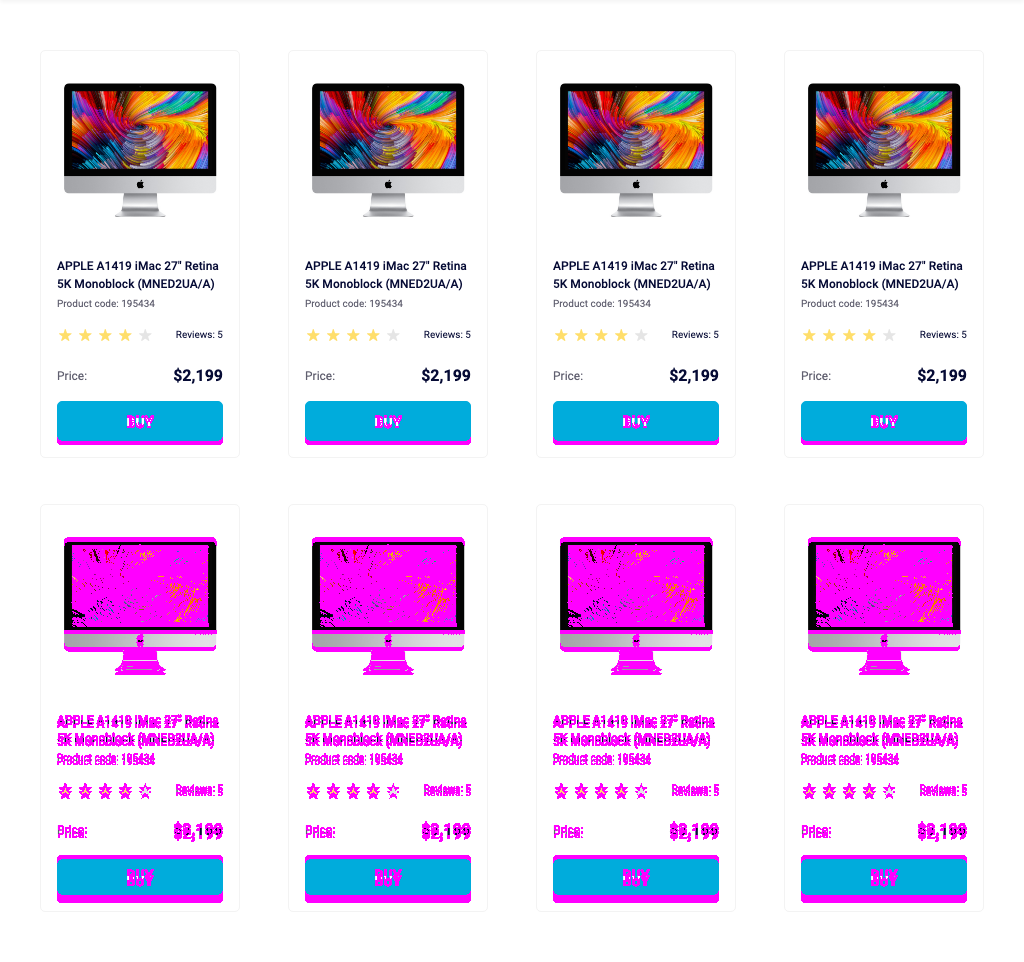 APPLE A1419 iMac 27" Retina
5K Monoblock (MNED2UA/A)
Product code: 195434
Reviews: 5
Price: $2,199
BUY
APPLE A1419 iMac 27" Retina
5K Monoblock (MNED2UA/A)
Product code: 195434
Reviews: 5
Price: $2,199
BUY
APPLE A1419 iMac 27" Retina
5K Monoblock (MNED2UA/A)
Product code: 195434
Reviews: 5
Price: $2,199
BUY
APPLE A1419 iMac 27" Retina
5K Monoblock (MNED2UA/A)
Product code: 195434
Reviews: 5
Price: $2,199
BUY
APPLE A1419 iMac 27" Retina
5K Monoblock (MNED2UA/A)
Product code: 195434
Reviews: 5
Price: $2,199
BUY
APPLE A1419 iMac 27" Retina
5K Monoblock (MNED2UA/A)
Product code: 195434
Reviews: 5
Price: $2,199
BUY
APPLE A1419 iMac 27" Retina
5K Monoblock (MNED2UA/A)
Product code: 195434
Reviews: 5
Price: $2,199
BUY
APPLE A1419 iMac 27" Retina
5K Monoblock (MNED2UA/A)
Product code: 195434
Reviews: 5
Price: $2,199
BUY